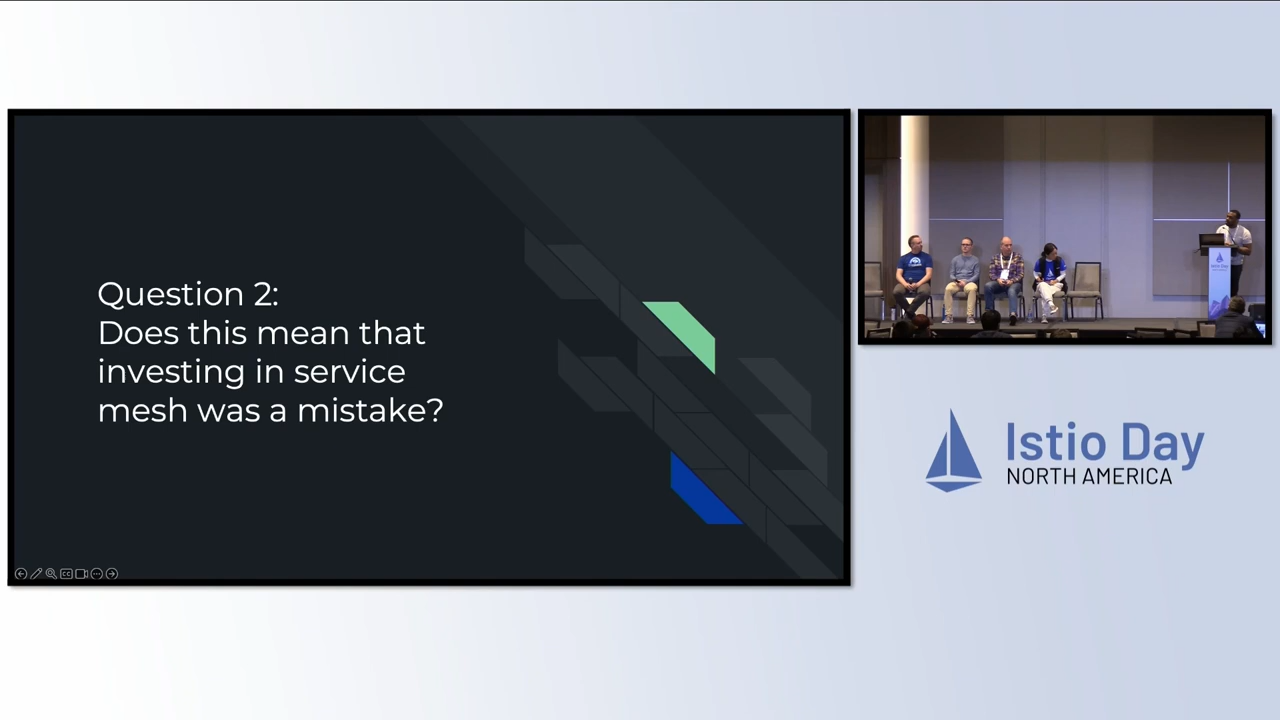 Question 2:
Does this mean that
investing in service
mesh was a mistake?
Istio Day
NORTH AMERICA